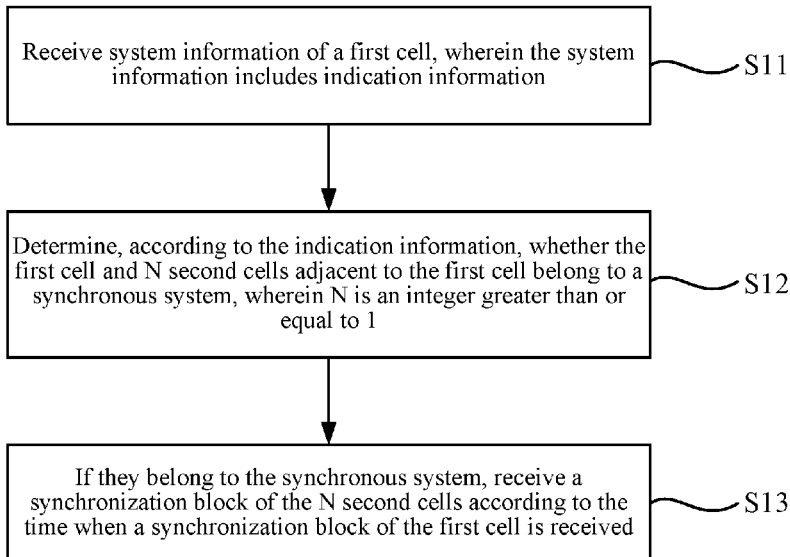 Receive system information of a first cell, wherein the system
information includes indication information
S11
Determine, according to the indication information, whether the
first cell and N second cells adjacent to the first cell belong to a
synchronous system, wherein N is an integer greater than or
equal to 1
S12
If they belong to the synchronous system, receive a
synchronization block of the N second cells according to the
time when a synchronization block of the first cell is received
S13